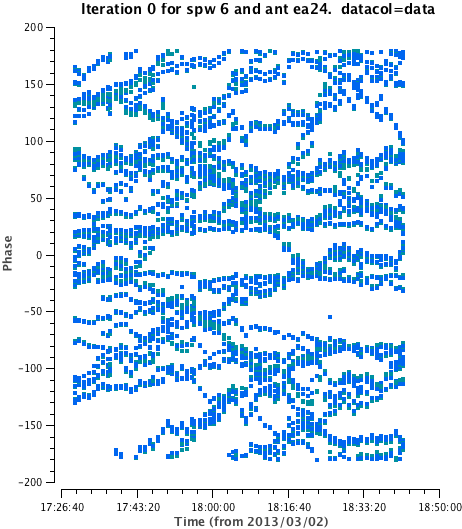 Iteration 0 for spw 6 and ant ea24.  datacol=data
200
150
100
50
0
-50
-100
-150
-200
Phase
17:26:40 17:43:20 18:00:00 18:16:40 18:33:20 18:50:00
Time (from 2013/03/02)